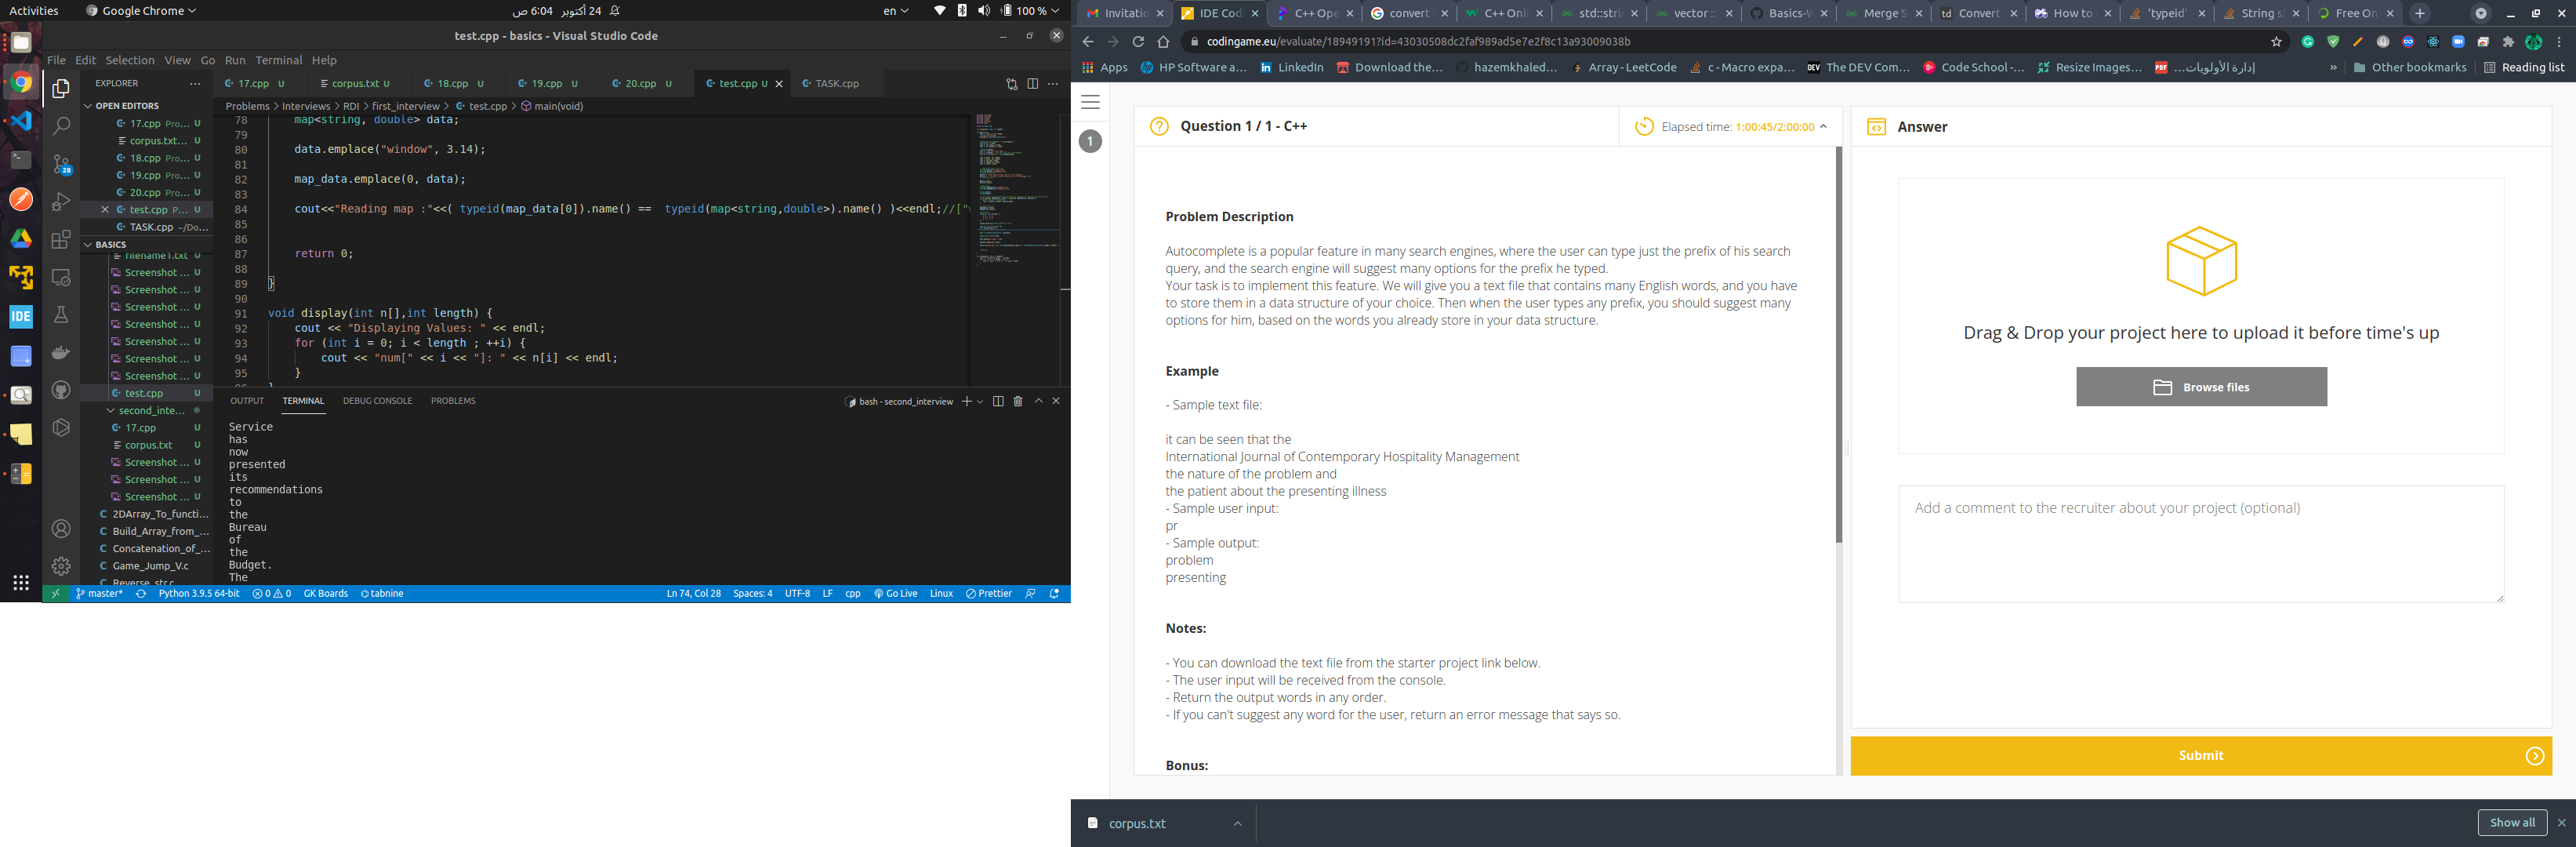 Activities
Google Chrome
24 أكتوبر 6:04 ص
en
100 %
test.cpp - basics - Visual Studio Code
File Edit Selection View Go Run Terminal Help
EXPLORER
17.cpp U
corpus.txt U
18.cpp U
19.cpp U
20.cpp U
test.cpp U
TASK.cpp
OPEN EDITORS
17.cpp Pro... U
corpus.txt... U
18.cpp Pro... U
19.cpp Pro... U
20.cpp Pro... U
test.cpp P... U
TASK.cpp ~/Do...
BASICS
filename1.txt U
Screenshot ... U
Screenshot ... U
Screenshot ... U
Screenshot ... U
Screenshot ... U
Screenshot ... U
Screenshot ... U
test.cpp U
second_inte...
17.cpp U
corpus.txt U
Screenshot ... U
Screenshot ... U
Screenshot ... U
2DArray_To_functi...
Build_Array_from_...
Concatenation_of_...
Game_Jump_V.c
Reverse_str.c
28
IDE
Problems > Interviews > RDI > first_interview > test.cpp > main(void)
78 map<string, double> data;
79
80 data.emplace("window", 3.14);
81
82 map_data.emplace(0, data);
83
84 cout<<"Reading map :"<<( typeid(map_data[0]).name() == typeid(map<string,double>).name() )<<endl;//["
85
86
87 return 0;
88
89 }
90
91 void display(int n[],int length) {
92 cout << "Displaying Values: " << endl;
93 for (int i = 0; i < length ; ++i) {
94 cout << "num[" << i << "]: " << n[i] << endl;
95 }
OUTPUT TERMINAL DEBUG CONSOLE PROBLEMS
bash - second_interview
Service
has
now
presented
its
recommendations
to
the
Bureau
of
the
Budget.
The
master*
Python 3.9.5 64-bit
0 0
GK Boards
tabnine
Ln 74, Col 28
Spaces: 4
UTF-8
LF
cpp
Go Live
Linux
Prettier
Invitatio
IDE Codi
C++ Ope
convert
C++ Onl
std::strin
vector ::
Basics-W
Merge S
Convert
How to
'typeid'
String s
Free On
codingame.eu/evaluate/18949191?id=43030508dc2faf989ad5e7e2f8c13a93009038b
Apps
HP Software a...
LinkedIn
Download the...
hazemkhaled...
Array - LeetCode
c - Macro expa...
The DEV Com...
Code School -...
Resize Images...
إدارة الأولويات...
»
Other bookmarks
Reading list
1
Question 1 / 1 - C++
Elapsed time: 1:00:45/2:00:00
Problem Description
Autocomplete is a popular feature in many search engines, where the user can type just the prefix of his search
query, and the search engine will suggest many options for the prefix he typed.
Your task is to implement this feature. We will give you a text file that contains many English words, and you have
to store them in a data structure of your choice. Then when the user types any prefix, you should suggest many
options for him, based on the words you already store in your data structure.
Example
- Sample text file:
it can be seen that the
International Journal of Contemporary Hospitality Management
the nature of the problem and
the patient about the presenting illness
- Sample user input:
pr
- Sample output:
problem
presenting
Notes:
- You can download the text file from the starter project link below.
- The user input will be received from the console.
- Return the output words in any order.
- If you can't suggest any word for the user, return an error message that says so.
Bonus:
Answer
Drag & Drop your project here to upload it before time's up
Browse files
Add a comment to the recruiter about your project (optional)
Submit
corpus.txt
Show all